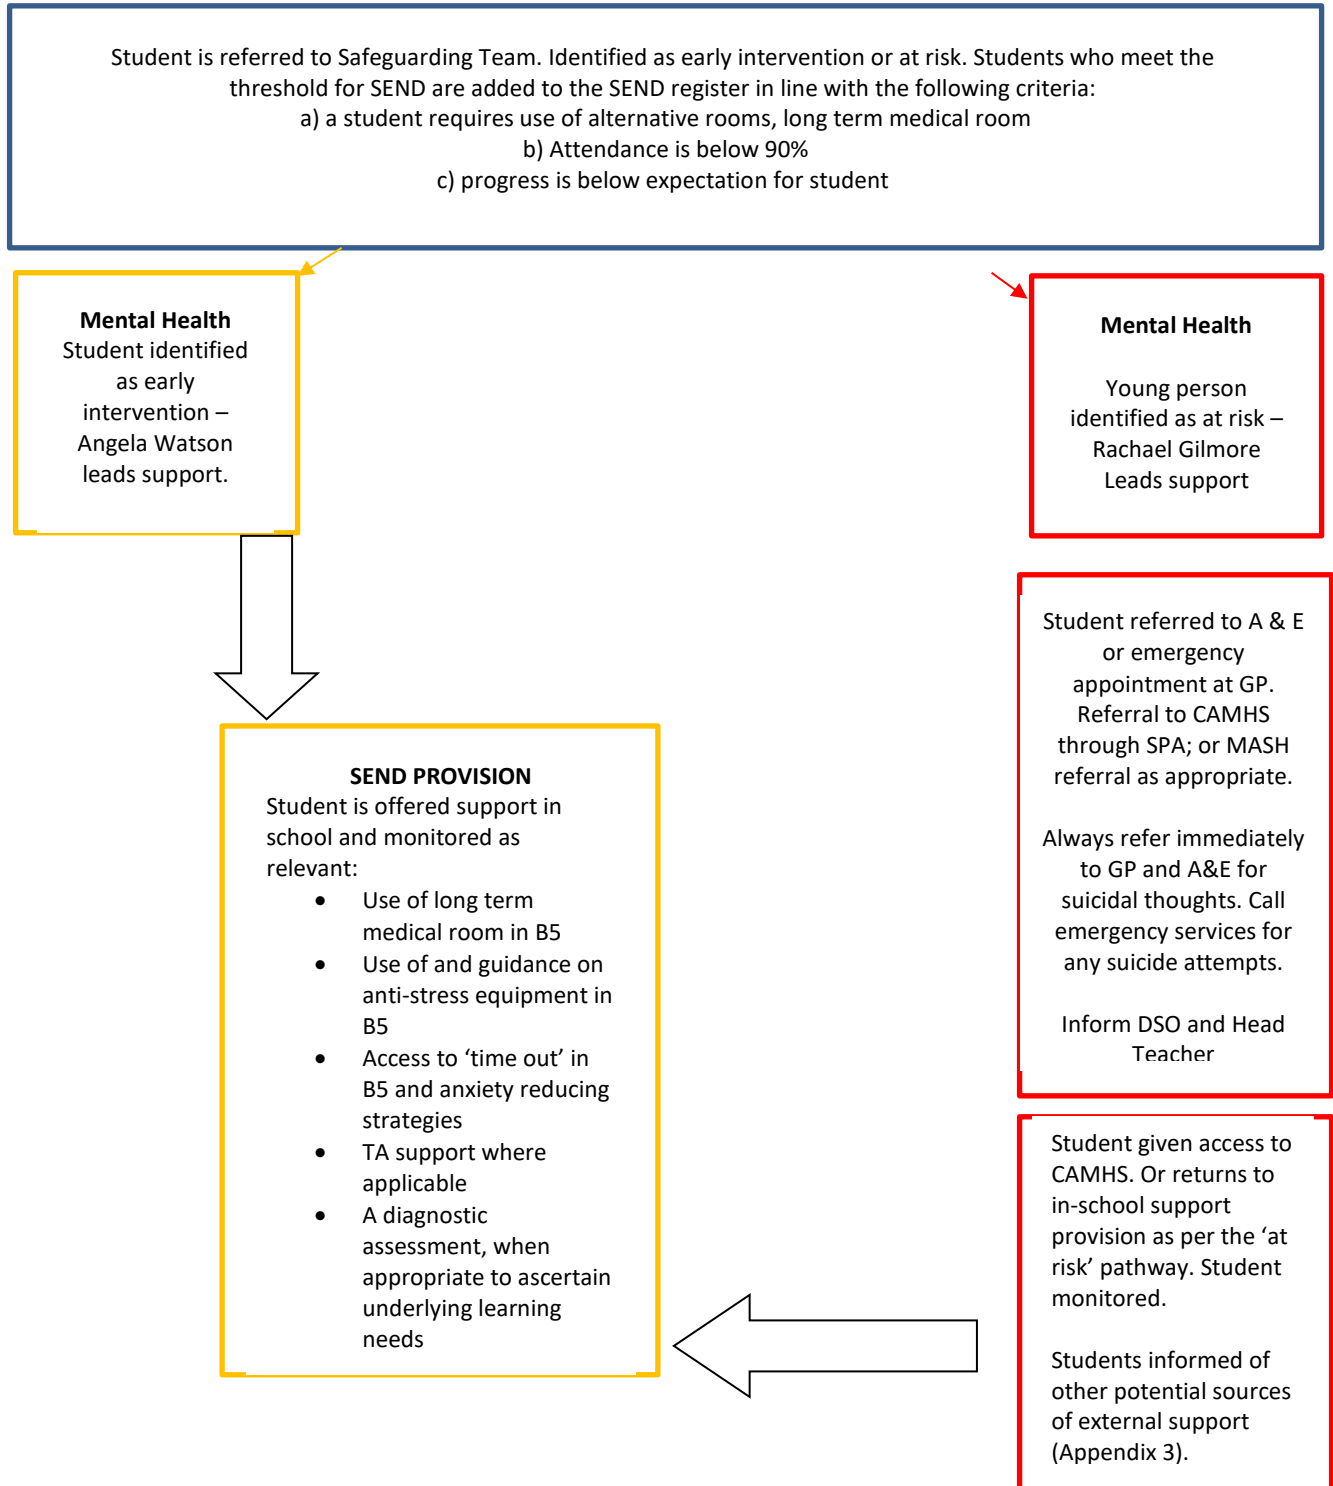 Student is referred to Safeguarding Team. Identified as early intervention or at risk. Students who meet the
threshold for SEND are added to the SEND register in line with the following criteria:
a) a student requires use of alternative rooms, long term medical room
b) Attendance is below 90%
c) progress is below expectation for student
Mental Health
Student identified
as early
intervention –
Angela Watson
leads support.
Mental Health
Young person
identified as at risk –
Rachael Gilmore
Leads support
Student referred to A & E
or emergency
appointment at GP.
Referral to CAMHS
through SPA; or MASH
referral as appropriate.
Always refer immediately
to GP and A&E for
suicidal thoughts. Call
emergency services for
any suicide attempts.
Inform DSO and Head
Teacher
SEND PROVISION
Student is offered support in
school and monitored as
relevant:
• Use of long term
medical room in B5
• Use of and guidance on
anti-stress equipment in
B5
• Access to ‘time out’ in
B5 and anxiety reducing
strategies
• TA support where
applicable
• A diagnostic
assessment, when
appropriate to ascertain
underlying learning
needs
Student given access to
CAMHS. Or returns to
in-school support
provision as per the ‘at
risk’ pathway. Student
monitored.
Students informed of
other potential sources
of external support
(Appendix 3).